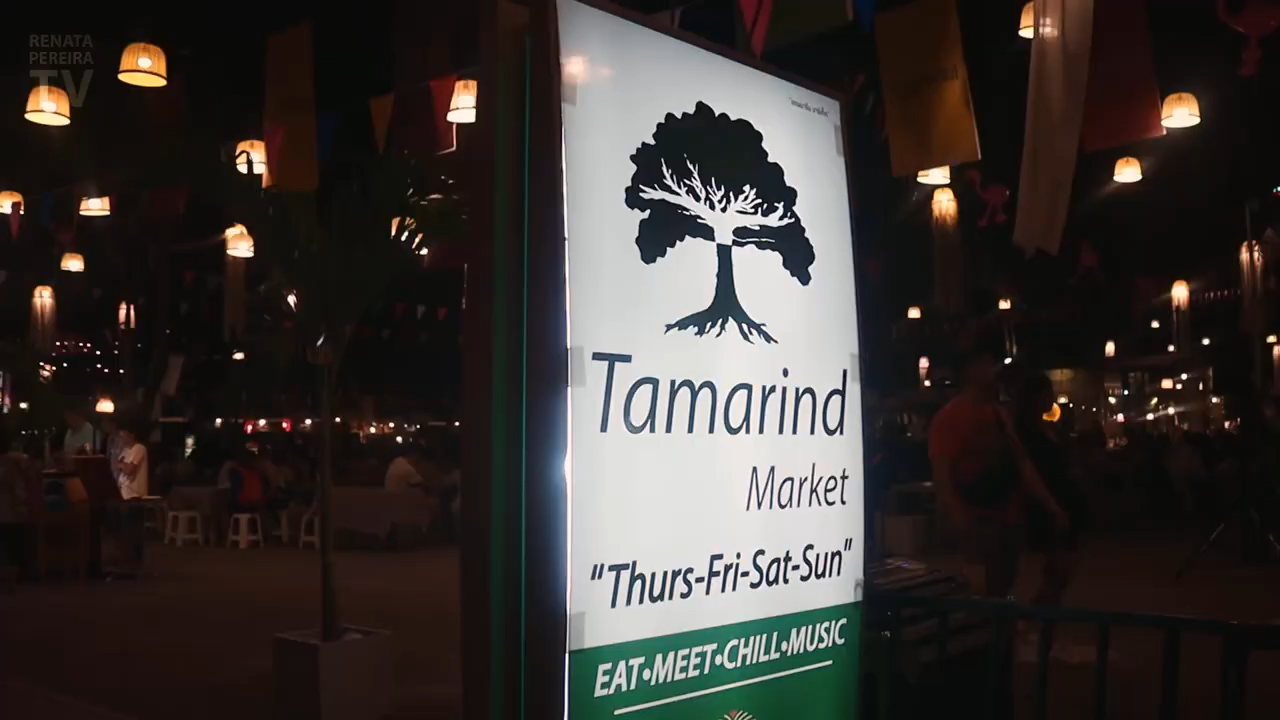 RENATA
PEREIRA
TV
Tamarind
Market
“Thurs-Fri-Sat-Sun”
EAT•MEET•CHILL•MUSIC